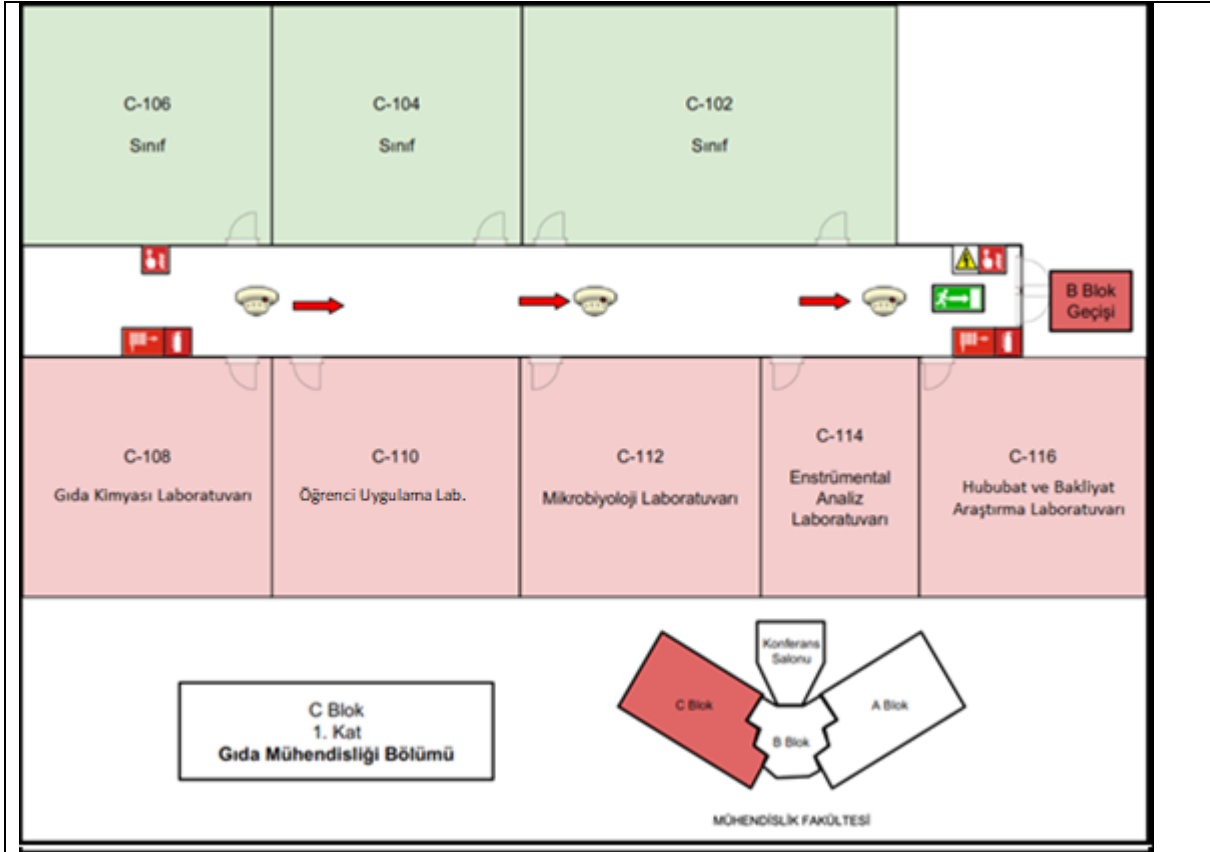 C-106
Sınıf
C-104
Sınıf
C-102
Sınıf
B Blok
Geçişi
C-108
Gıda Kimyası Laboratuvarı
C-110
Öğrenci Uygulama Lab.
C-112
Mikrobiyoloji Laboratuvarı
C-114
Enstrümental
Analiz
Laboratuvarı
C-116
Hububat ve Bakliyat
Araştırma Laboratuvarı
C Blok
1. Kat
Gıda Mühendisliği Bölümü
Konferans
Salonu
C Blok
A Blok
B Blok
MÜHENDİSLİK FAKÜLTESİ